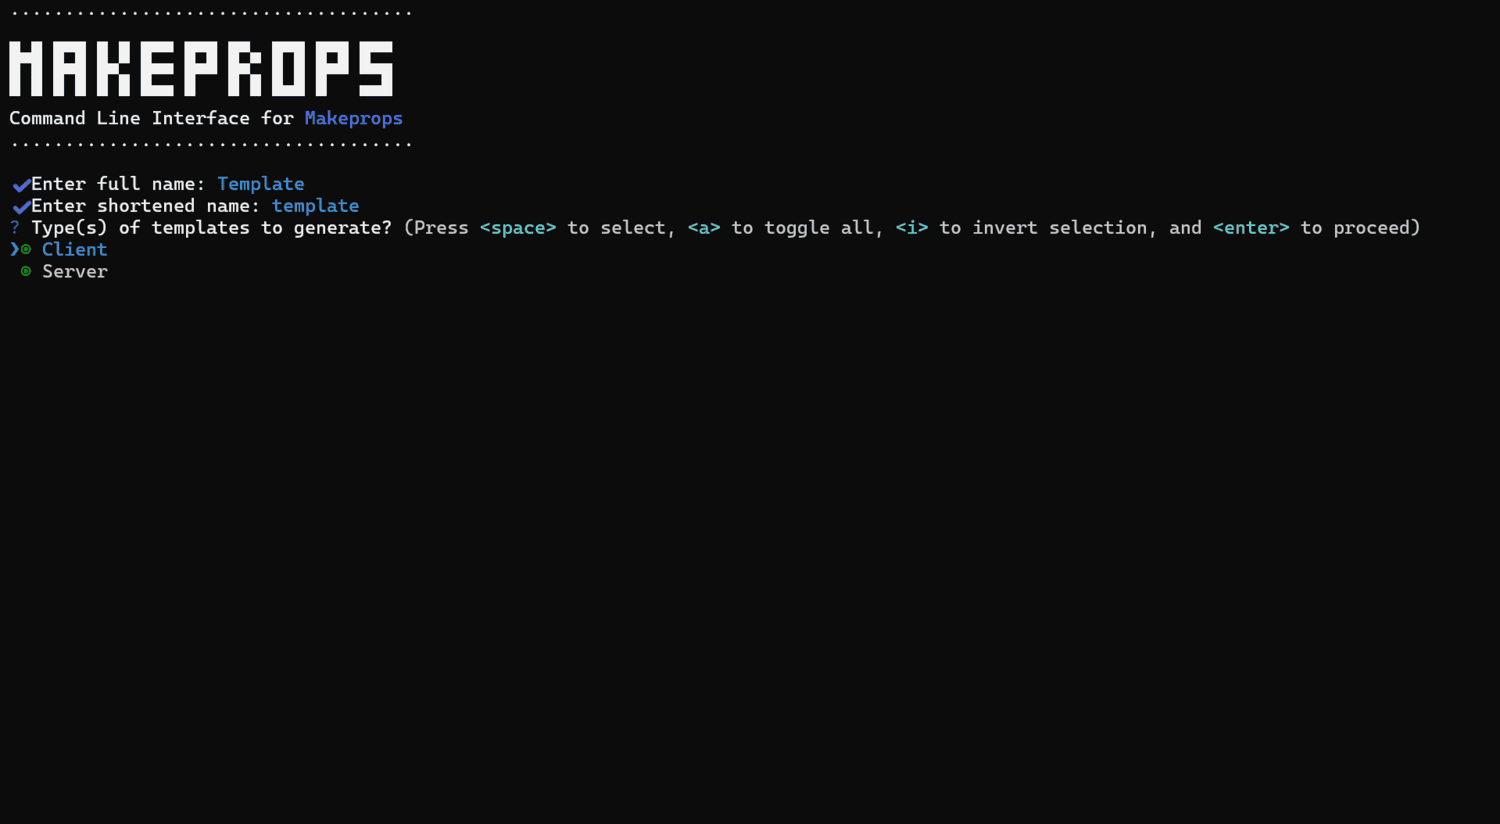 MAKEPROPS
Command Line Interface for Makeprops
Enter full name: Template
Enter shortened name: template
? Type(s) of templates to generate? (Press <space> to select, <a> to toggle all, <i> to invert selection, and <enter> to proceed)
❯◉ Client
◉ Server